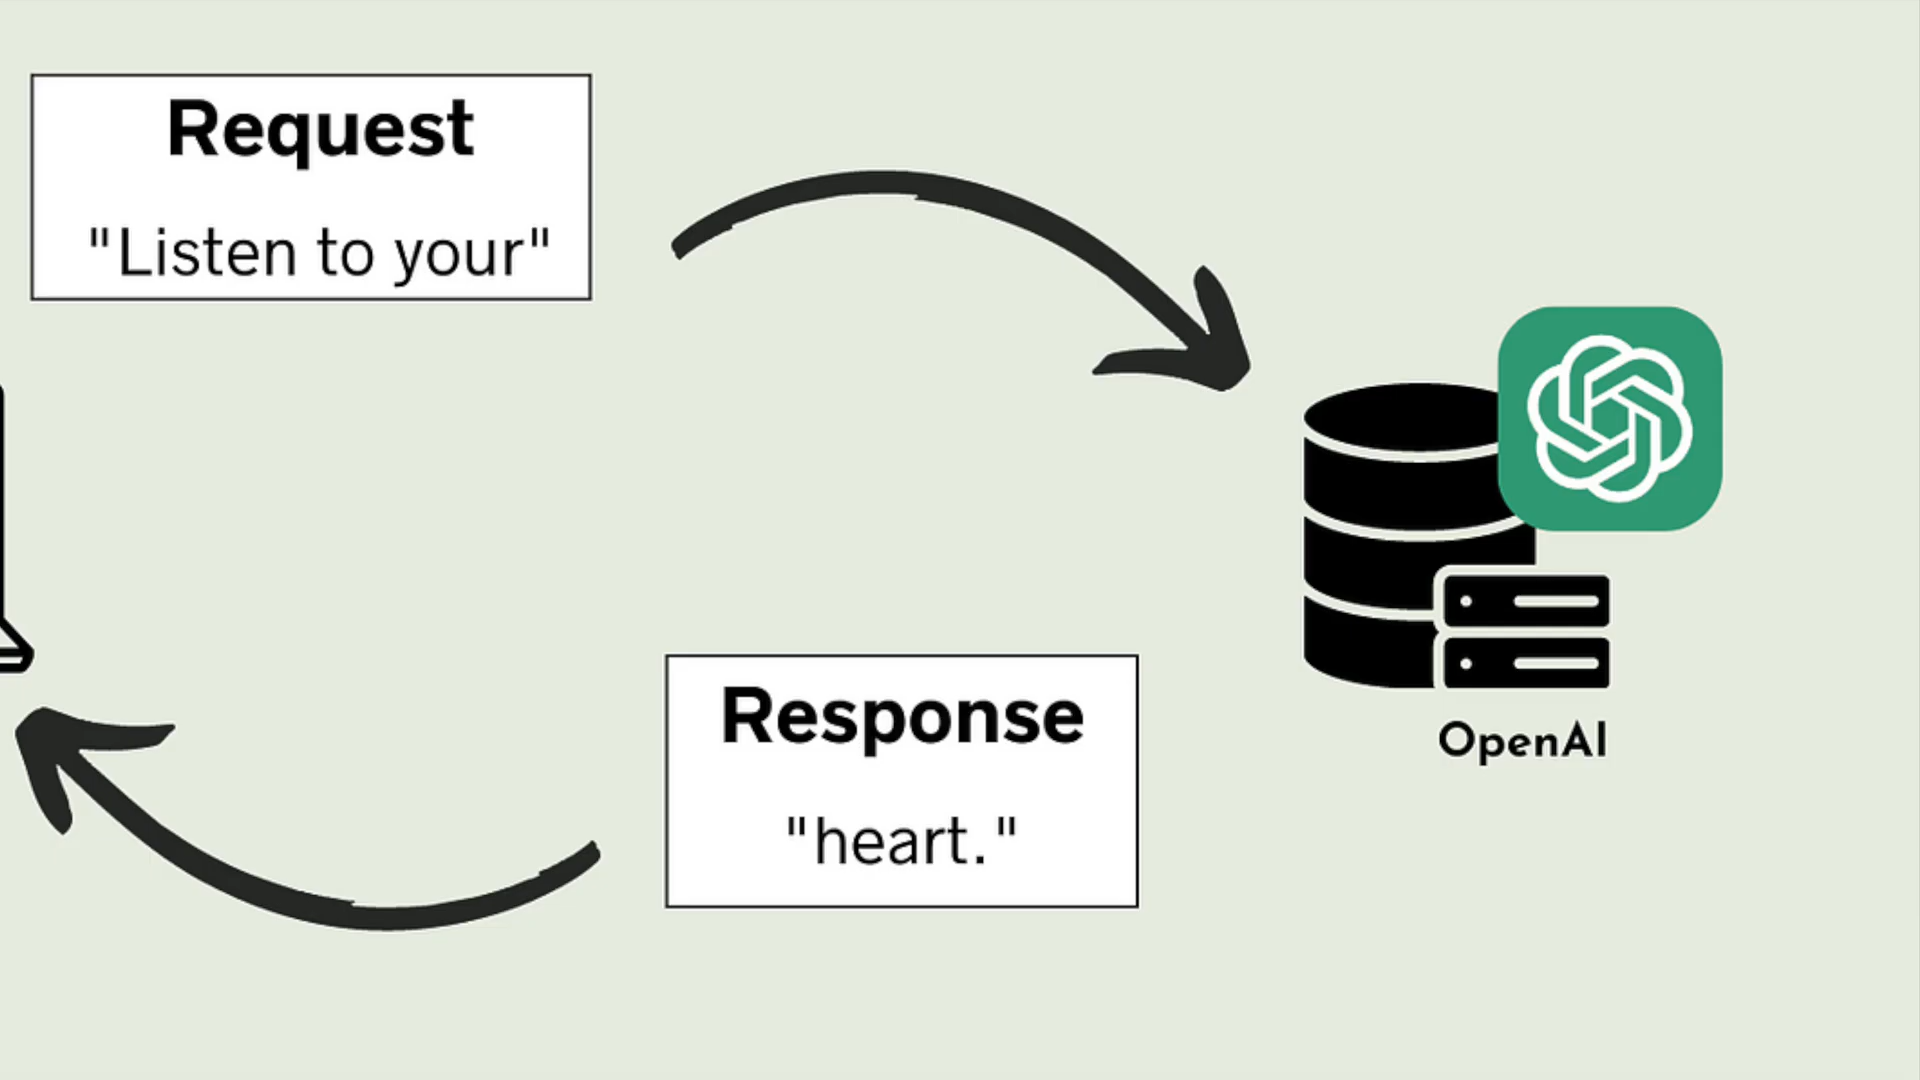 Request
"Listen to your"
OpenAI
Response
"heart."